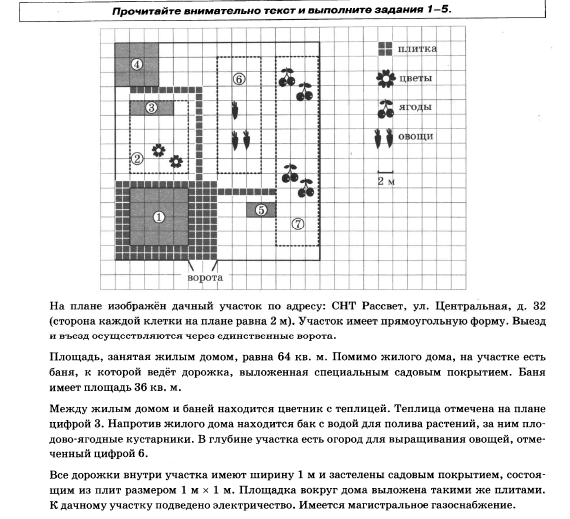 Прочитайте внимательно текст и выполните задания 1–5.
④
⑥
плитка
③
цветы
ягоды
②
овощи
2 м
①
⑤
⑦
ворота
На плане изображён дачный участок по адресу: СНТ Рассвет, ул. Центральная, д. 32
(сторона каждой клетки на плане равна 2 м). Участок имеет прямоугольную форму. Выезд
и въезд осуществляются через единственные ворота.
Площадь, занятая жилым домом, равна 64 кв. м. Помимо жилого дома, на участке есть
баня, к которой ведёт дорожка, выложенная специальным садовым покрытием. Баня
имеет площадь 36 кв. м.
Между жилым домом и баней находится цветник с теплицей. Теплица отмечена на плане
цифрой 3. Напротив жилого дома находится бак с водой для полива растений, за ним пло-
дово-ягодные кустарники. В глубине участка есть огород для выращивания овощей, отме-
ченный цифрой 6.
Все дорожки внутри участка имеют ширину 1 м и застелены садовым покрытием, состоя-
щим из плит размером 1 м × 1 м. Площадка вокруг дома выложена такими же плитами.
К дачному участку подведено электричество. Имеется магистральное газоснабжение.